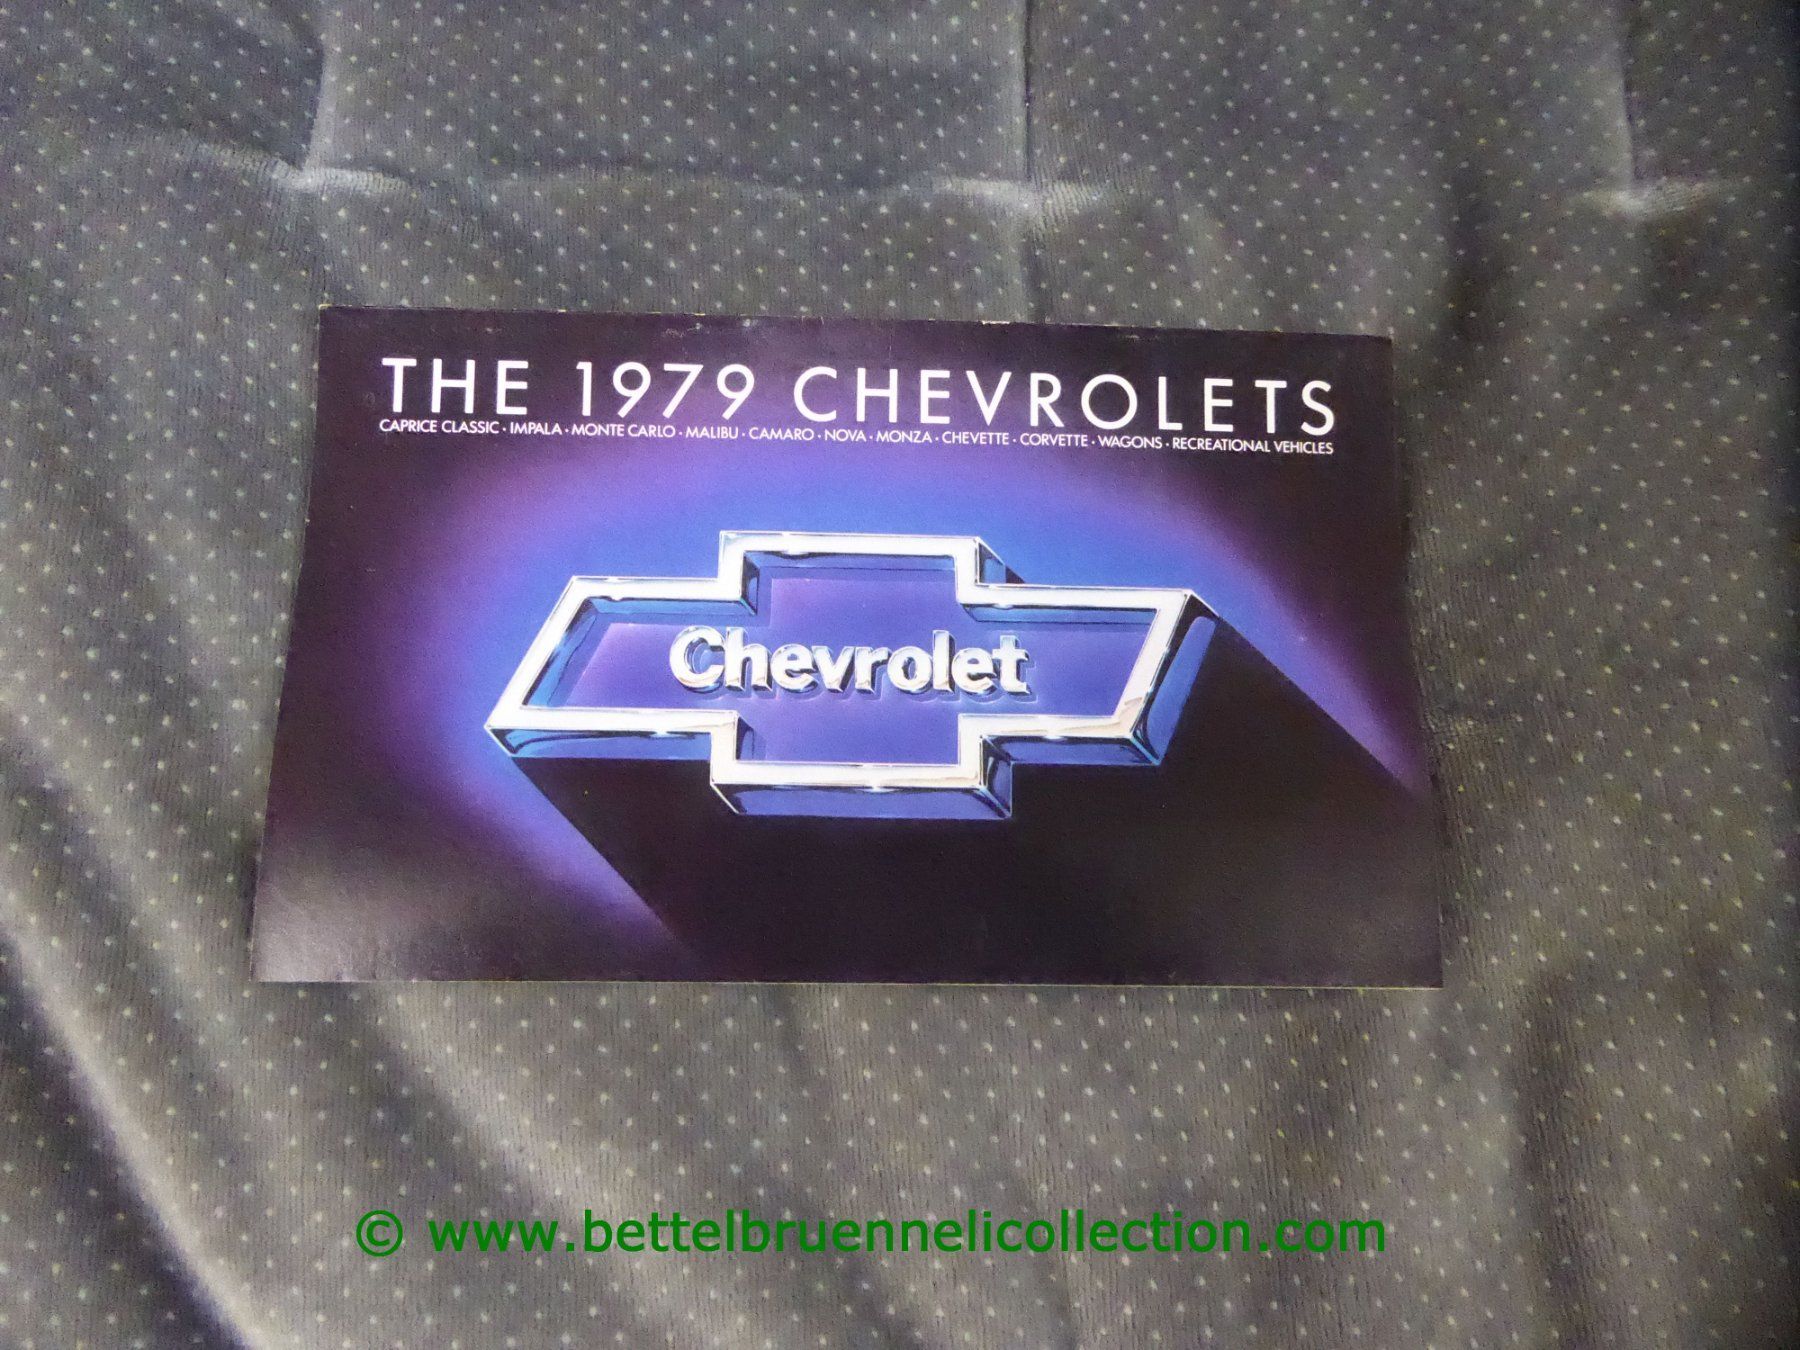 THE 1979 CHEVROLETS
CAPRICE CLASSIC · IMPALA · MONTE CARLO · MALIBU · CAMARO · NOVA · MONZA · CHEVETTE · CORVETTE · WAGONS · RECREATIONAL VEHICLES
Chevrolet
© www.bettelbruennelicollection.com